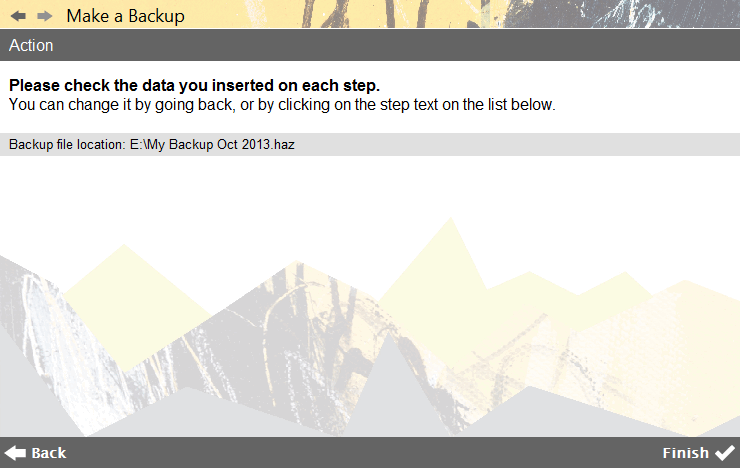 Make a Backup
Action
Please check the data you inserted on each step.
You can change it by going back, or by clicking on the step text on the list below.
Backup file location: E:\My Backup Oct 2013.haz
Back
Finish